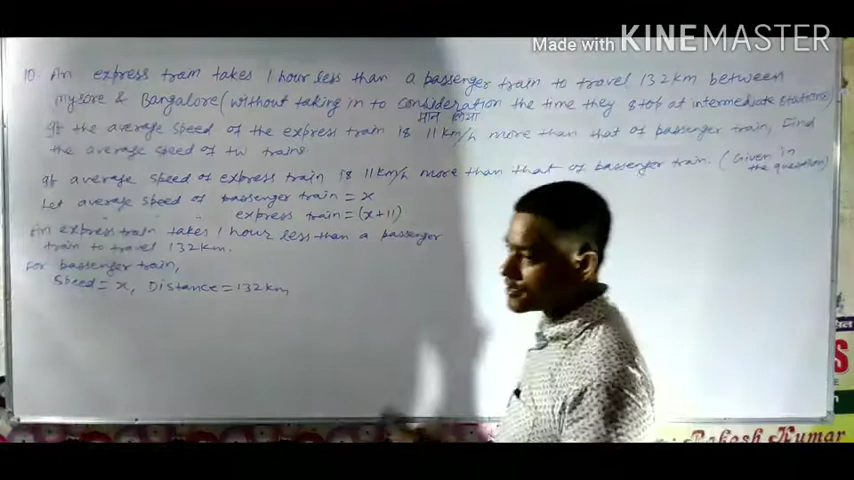 Made with KINEMASTER
10. An express train takes 1 hour less than a passenger train to travel 132 km between
Mysore & Bangalore (without taking in to consideration the time they stop at intermediate stations)
If the average speed of the express train is 11 km/h more than that of passenger train, Find
the average speed of tw trains
If average speed of express train is 11 km/h more than that of passenger train. (Given in
the question)
Let average speed of passenger train = x
" " " express train = (x+11)
An express train takes 1 hour less than a passenger
train to travel 132 km.
For passenger train,
Speed = x, Distance = 132 km
Rakesh Kumar